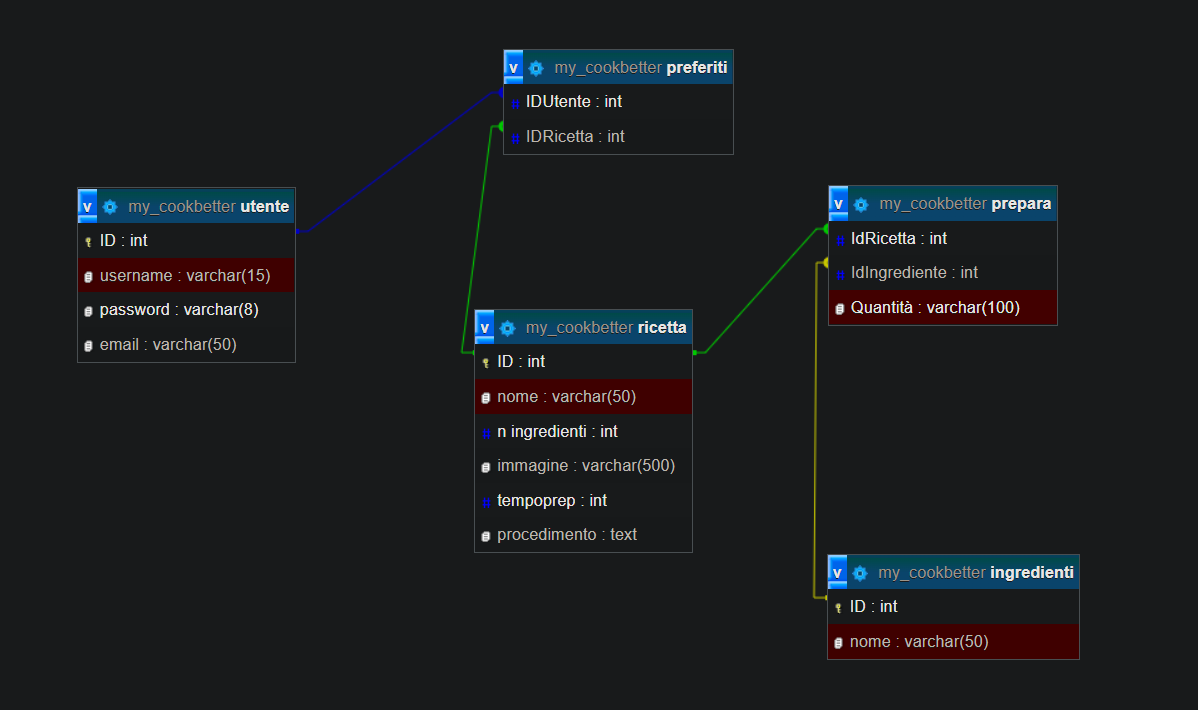 v my_cookbetter preferiti
# IDUtente : int
# IDRicetta : int
v my_cookbetter utente
ID : int
username : varchar(15)
password : varchar(8)
email : varchar(50)
v my_cookbetter prepara
# IdRicetta : int
# IdIngrediente : int
Quantità : varchar(100)
v my_cookbetter ricetta
ID : int
nome : varchar(50)
# n ingredienti : int
immagine : varchar(500)
# tempoprep : int
procedimento : text
v my_cookbetter ingredienti
ID : int
nome : varchar(50)